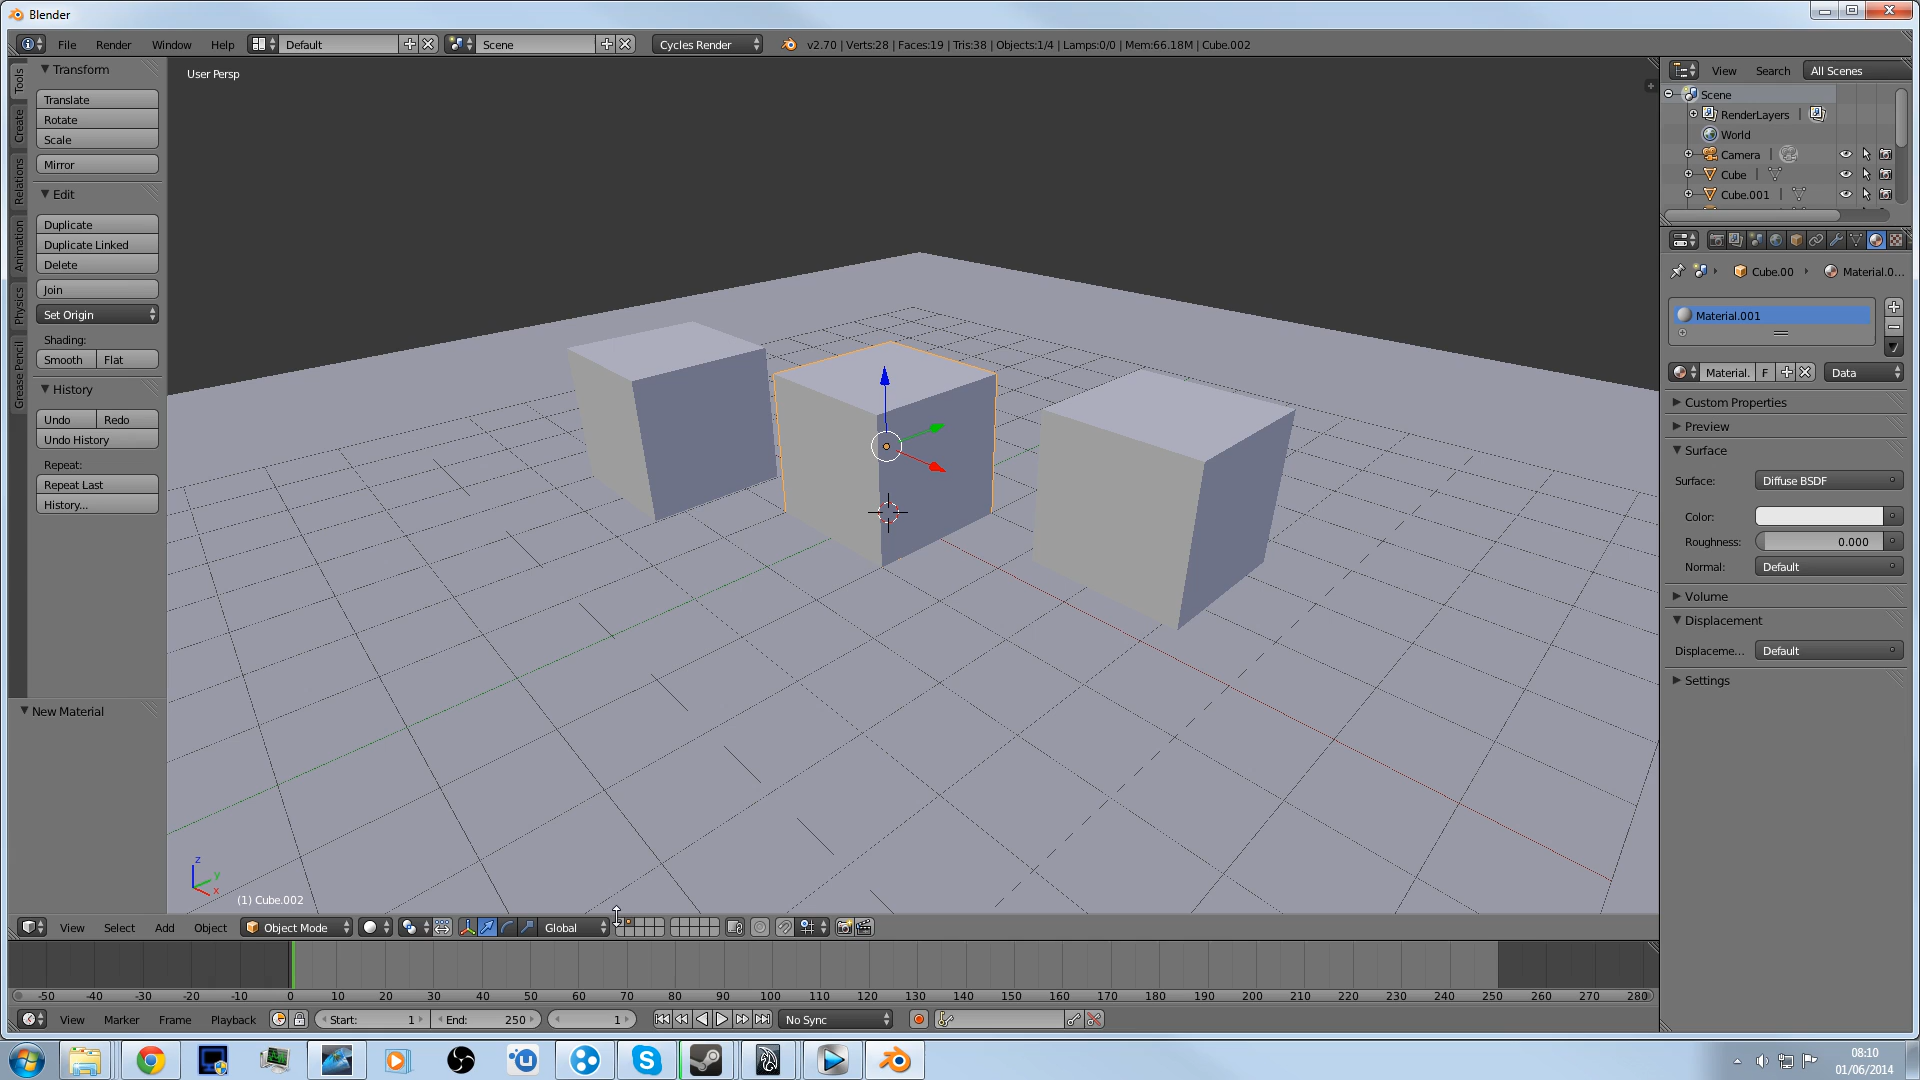 Blender
File Render Window Help Default Scene Cycles Render v2.70 | Verts:28 | Faces:19 | Tris:38 | Objects:1/4 | Lamps:0/0 | Mem:66.18M | Cube.002
Tools
Create
Relations
Animation
Physics
Grease Pencil
Transform
Translate
Rotate
Scale
Mirror
Edit
Duplicate
Duplicate Linked
Delete
Join
Set Origin
Shading:
Smooth Flat
History
Undo Redo
Undo History
Repeat:
Repeat Last
History...
New Material
User Persp
z
y
x
(1) Cube.002
View Search All Scenes
Scene
RenderLayers |
World
Camera |
Cube |
Cube.001 |
Cube.00 Material.0...
Material.001
Material. F Data
Custom Properties
Preview
Surface
Surface: Diffuse BSDF
Color:
Roughness: 0.000
Normal: Default
Volume
Displacement
Displaceme... Default
Settings
View Select Add Object Object Mode Global
-50 -40 -30 -20 -10 0 10 20 30 40 50 60 70 80 90 100 110 120 130 140 150 160 170 180 190 200 210 220 230 240 250 260 270 280
View Marker Frame Playback Start: 1 End: 250 1 No Sync
08:10
01/06/2014